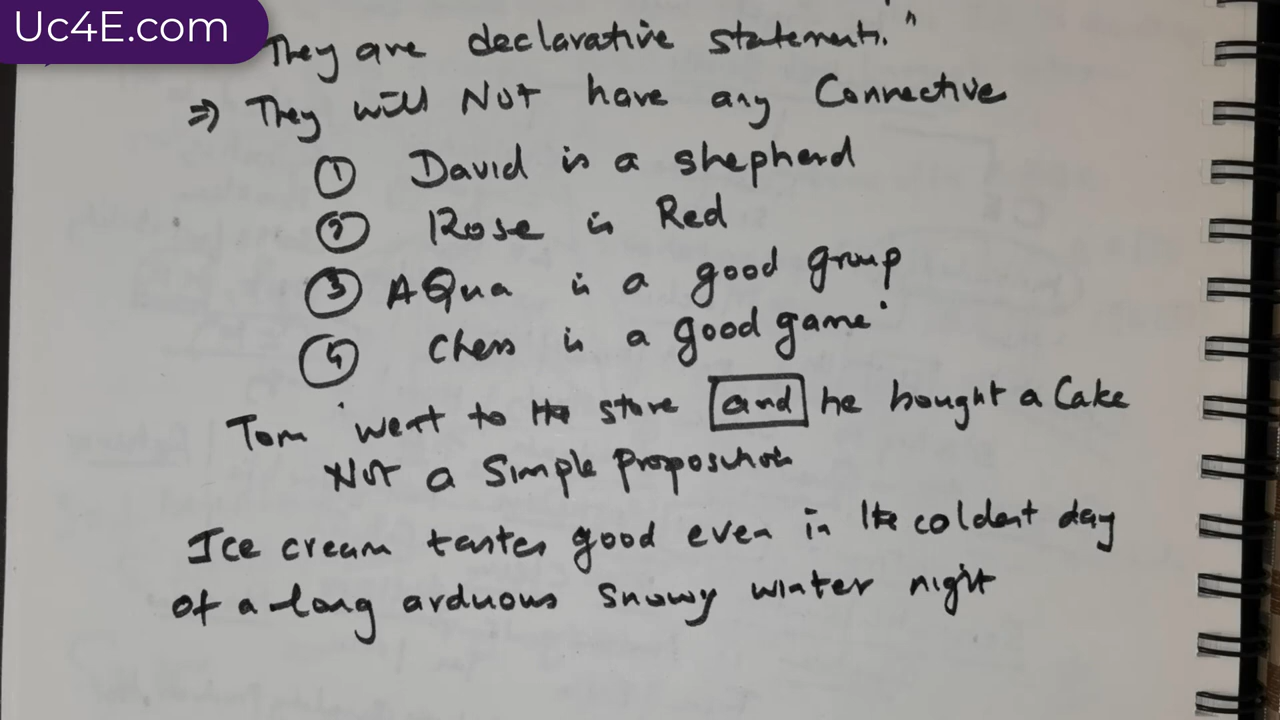 Uc4E.com
They are declarative statements."
⇒ They will NOT have any Connective
① David is a shepherd
② Rose is Red
③ AQua is a good group
④ Chess is a good game
Tom went to the store and he bought a Cake
NOT a Simple Proposition
Ice cream tastes good even in the coldest day
of a long arduous snowy winter night